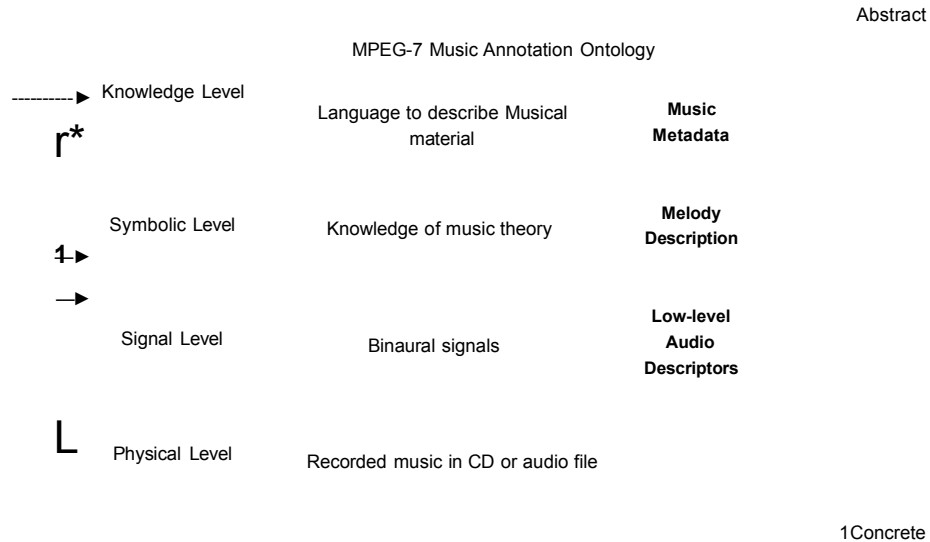 Abstract
MPEG-7 Music Annotation Ontology
----------► Knowledge Level
Language to describe Musical
material
Music
Metadata
r*
Symbolic Level
Knowledge of music theory
Melody
Description
1-►
—►
Signal Level
Binaural signals
Low-level
Audio
Descriptors
L
Physical Level
Recorded music in CD or audio file
1Concrete